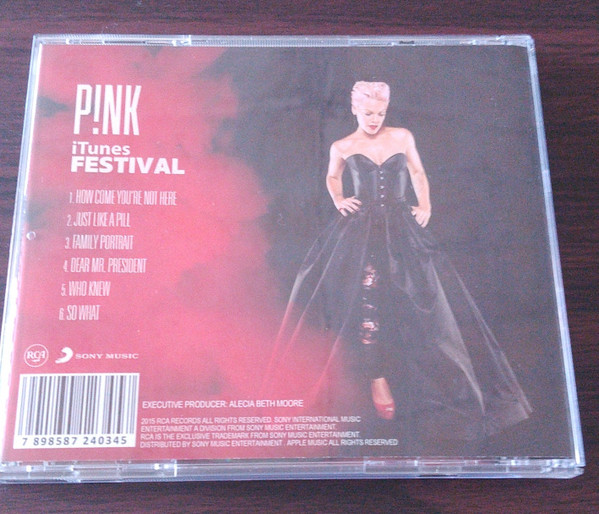 P!NK
iTunes
FESTIVAL
1. HOW COME YOU'RE NOT HERE
2. JUST LIKE A PILL
3. FAMILY PORTRAIT
4. DEAR MR. PRESIDENT
5. WHO KNEW
6. SO WHAT
RCA SONY MUSIC
7 898587 240345
EXECUTIVE PRODUCER: ALECIA BETH MOORE
2015 RCA RECORDS ALL RIGHTS RESERVED. SONY INTERNATIONAL MUSIC
ENTERTAINMENT A DIVISION FROM SONY MUSIC ENTERTAINMENT.
RCA IS THE EXCLUSIVE TRADEMARK FROM SONY MUSIC ENTERTAINMENT.
DISTRIBUTED BY SONY MUSIC ENTERTAINMENT . APPLE MUSIC ALL RIGHTS RESERVED